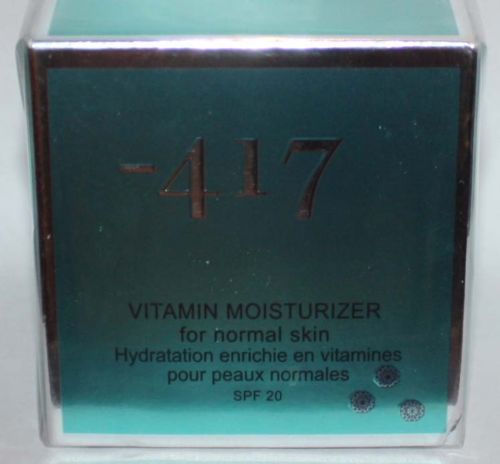 -417
VITAMIN MOISTURIZER
for normal skin
Hydratation enrichie en vitamines
pour peaux normales
SPF 20